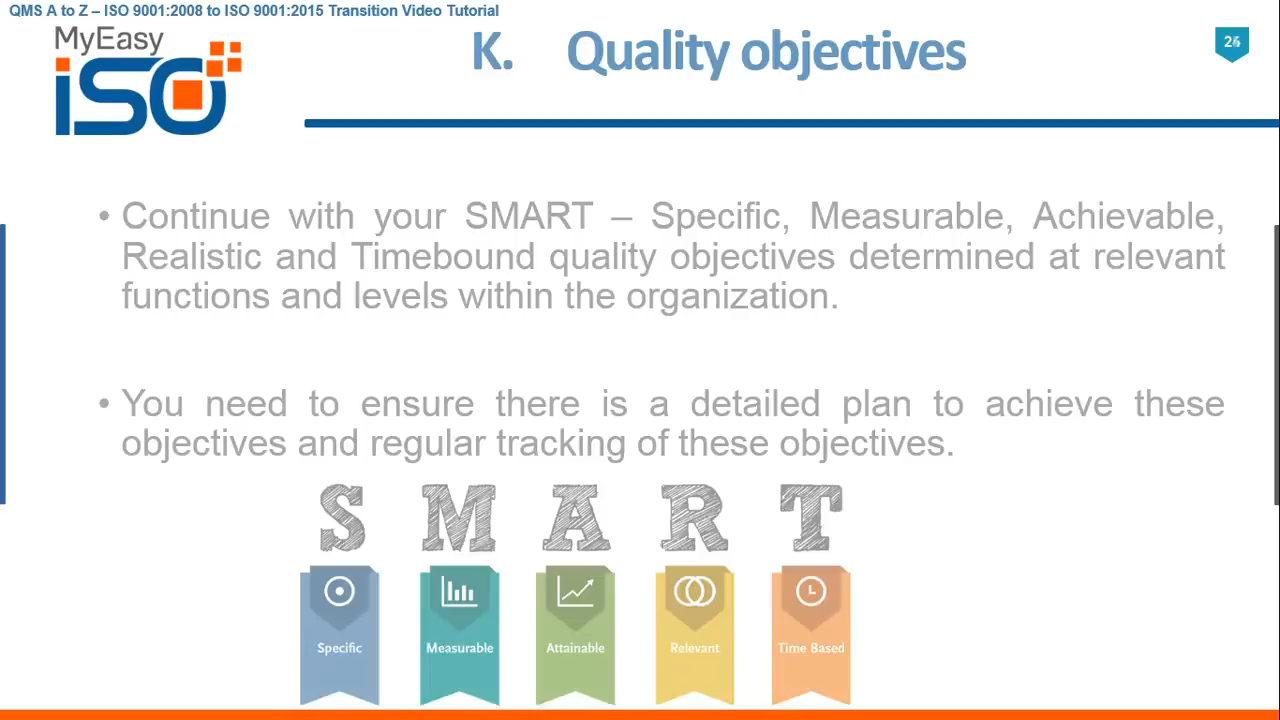 QMS A to Z – ISO 9001:2008 to ISO 9001:2015 Transition Video Tutorial
MyEasy
iSO
K. Quality objectives
• Continue with your SMART – Specific, Measurable, Achievable,
Realistic and Timebound quality objectives determined at relevant
functions and levels within the organization.
• You need to ensure there is a detailed plan to achieve these
objectives and regular tracking of these objectives.
S M A R T
Specific Measurable Attainable Relevant Time Based